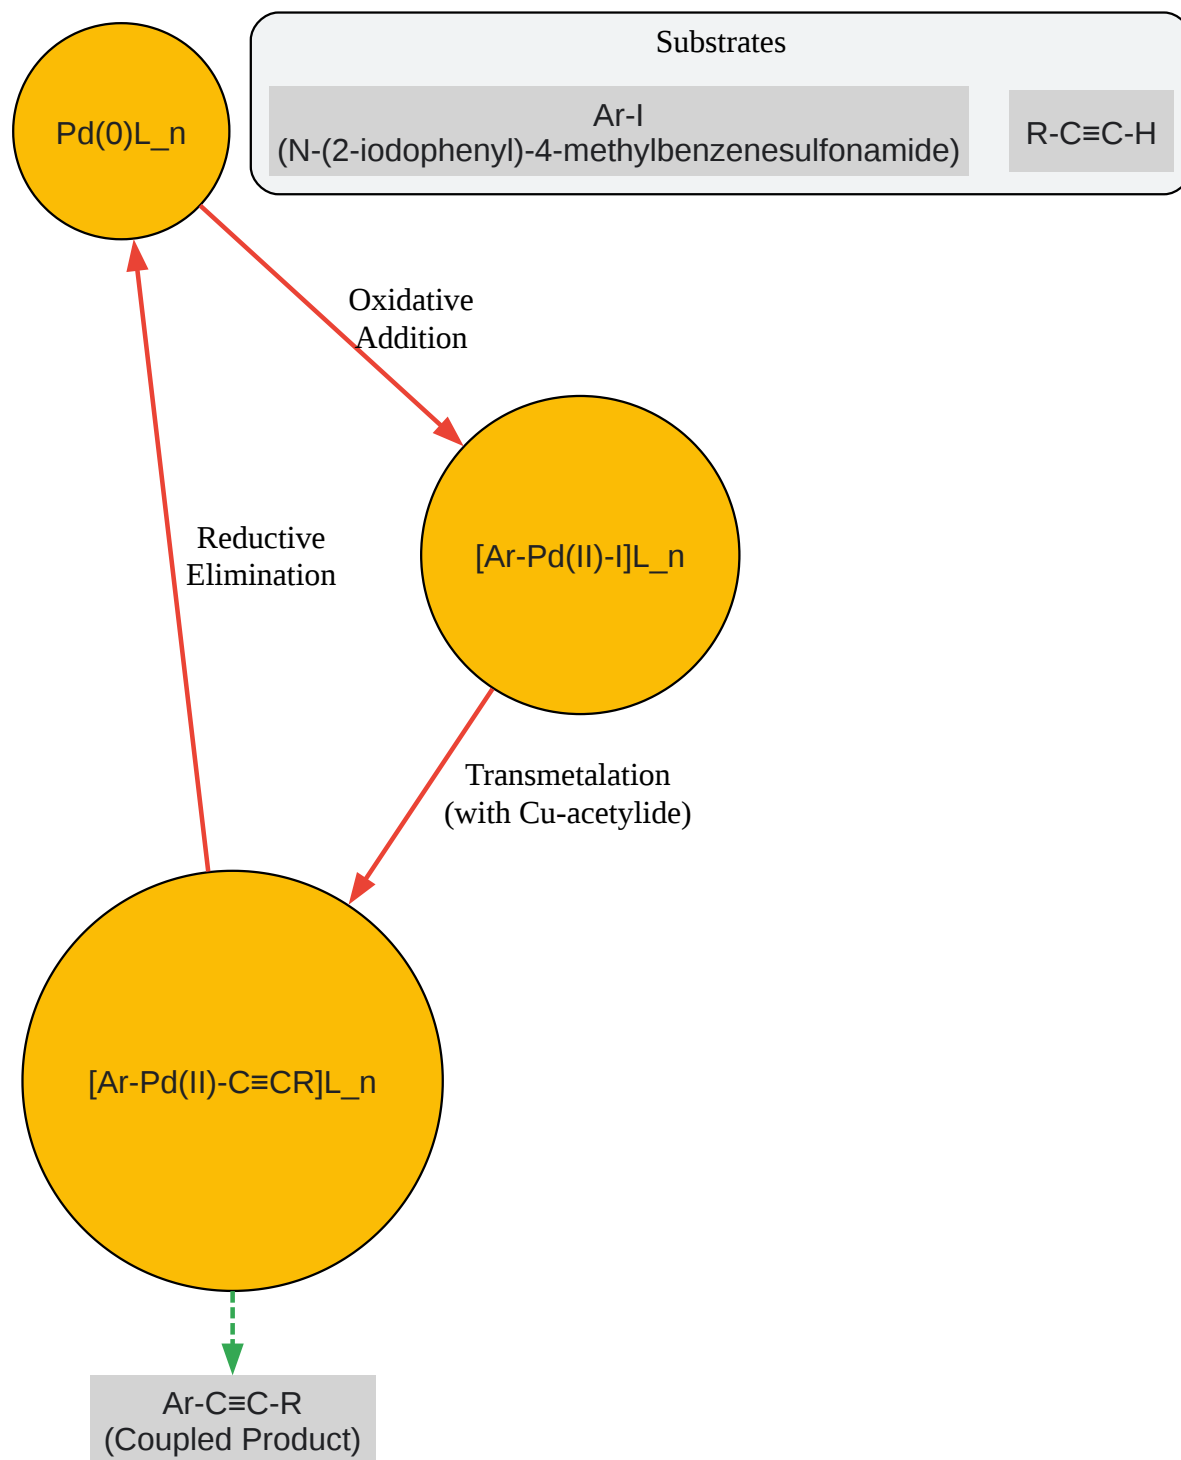 Substrates
Pd(0)L_n
Ar-I
(N-(2-iodophenyl)-4-methylbenzenesulfonamide)
R-C≡C-H
Oxidative
Addition
Reductive
Elimination
[Ar-Pd(II)-I]L_n
Transmetalation
(with Cu-acetylide)
[Ar-Pd(II)-C≡CR]L_n
Ar-C≡C-R
(Coupled Product)